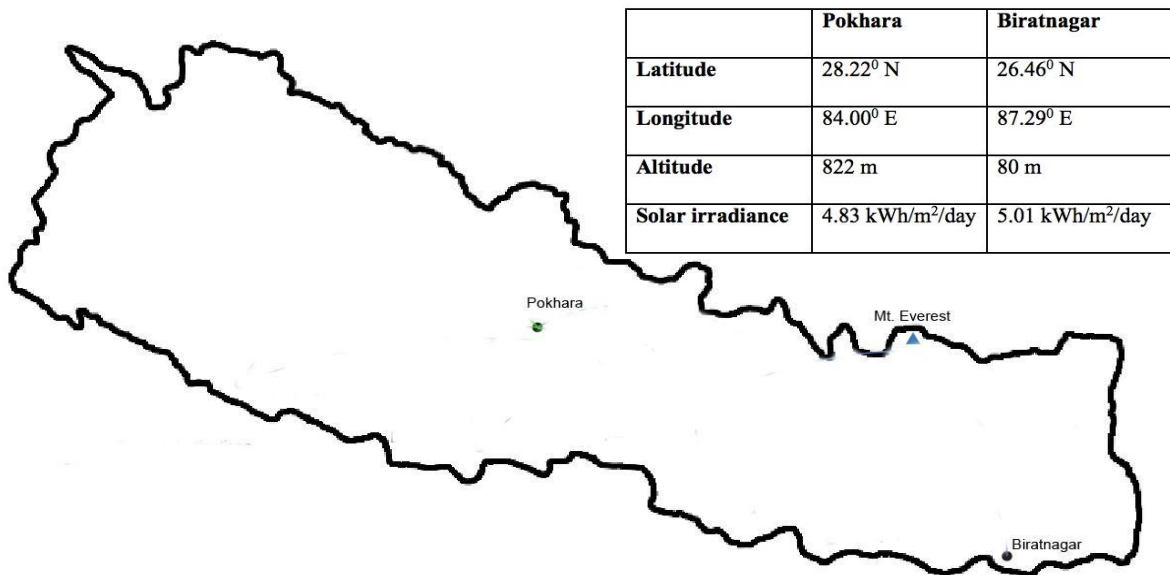 Pokhara Biratnagar
Latitude 28.22⁰ N 26.46⁰ N
Longitude 84.00⁰ E 87.29⁰ E
Altitude 822 m 80 m
Solar irradiance 4.83 kWh/m²/day 5.01 kWh/m²/day
Pokhara
Mt. Everest
Biratnagar